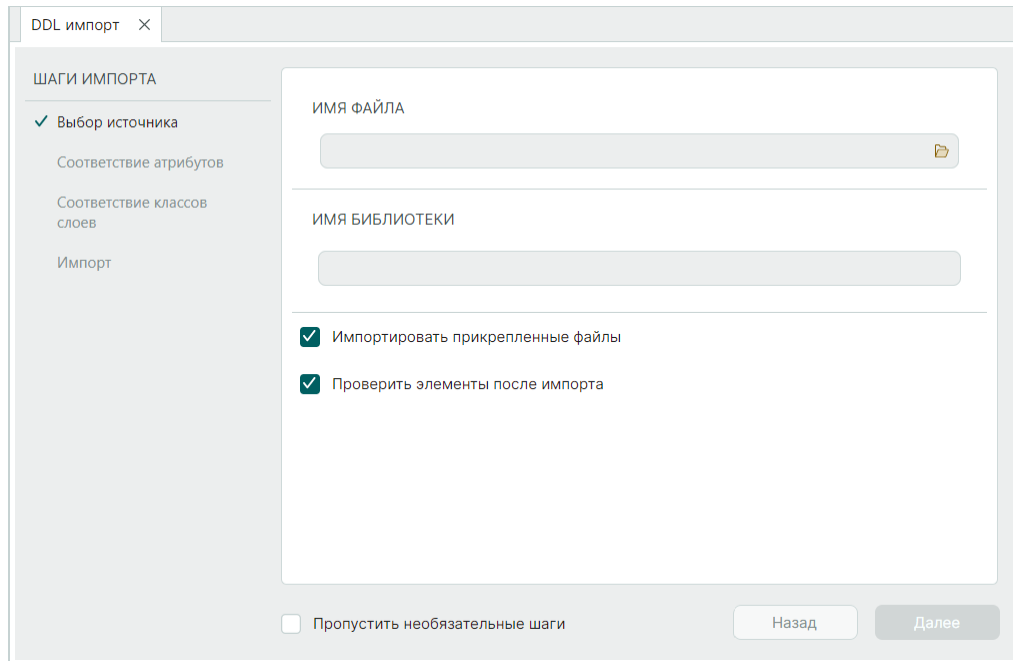 DDL импорт
ШАГИ ИМПОРТА
Выбор источника
Соответствие атрибутов
Соответствие классов
слоев
Импорт
ИМЯ ФАЙЛА
ИМЯ БИБЛИОТЕКИ
Импортировать прикрепленные файлы
Проверить элементы после импорта
Пропустить необязательные шаги
Назад
Далее